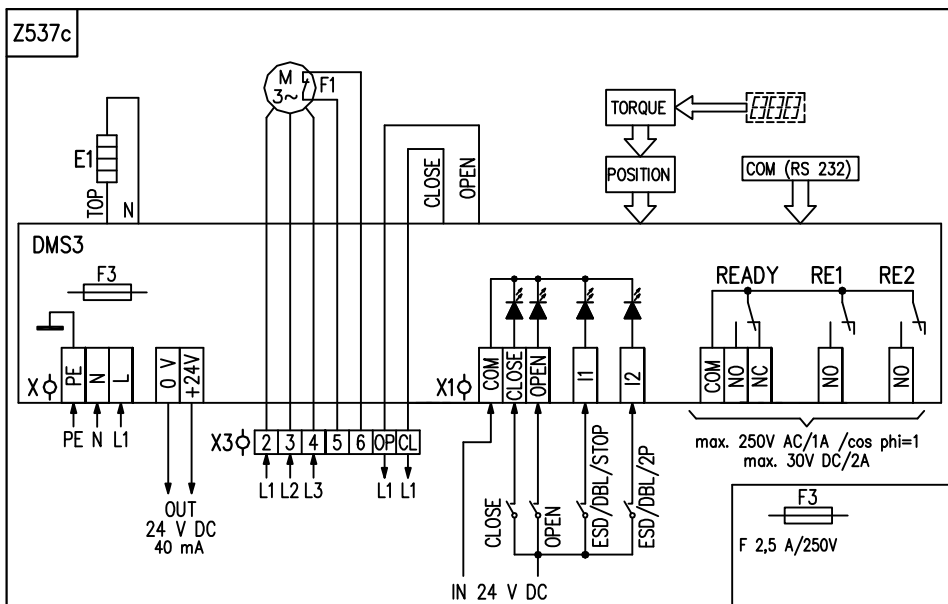 Z537c
M
3~
F1
E1
TOP
N
CLOSE
OPEN
TORQUE
POSITION
COM (RS 232)
DMS3
F3
READY
RE1
RE2
X
PE
N
L
0 V
+24V
X1
COM
CLOSE
OPEN
I1
I2
COM
NO
NC
NO
NO
PE N L1
X3
2 3 4 5 6 OP CL
L1 L2 L3
L1 L1
OUT
24 V DC
40 mA
CLOSE
OPEN
ESD/DBL/STOP
ESD/DBL/2P
IN 24 V DC
max. 250V AC/1A /cos phi=1
max. 30V DC/2A
F3
F 2,5 A/250V